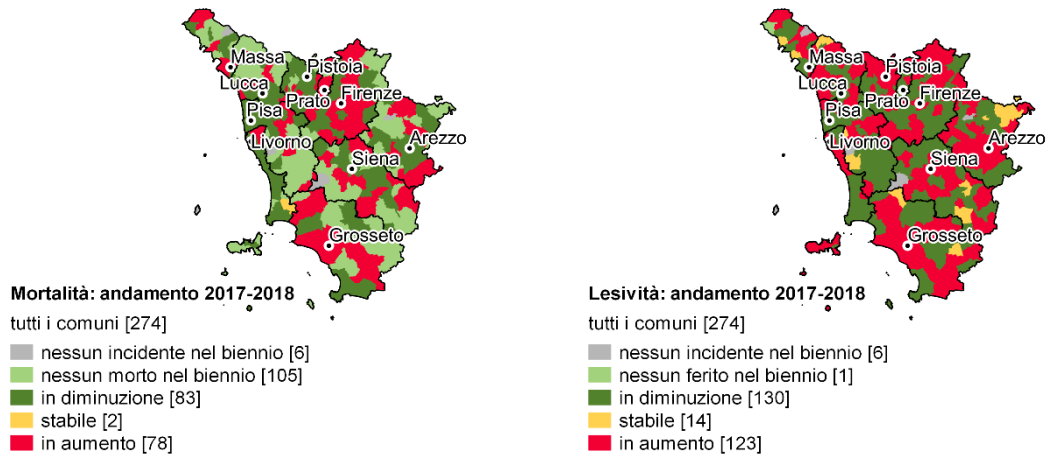 Massa
Pistoia
Lucca
Prato
Firenze
Pisa
Livorno
Arezzo
Siena
Grosseto
Mortalità: andamento 2017-2018
tutti i comuni [274]
nessun incidente nel biennio [6]
nessun morto nel biennio [105]
in diminuzione [83]
stabile [2]
in aumento [78]
Massa
Pistoia
Lucca
Prato
Firenze
Pisa
Livorno
Arezzo
Siena
Grosseto
Lesività: andamento 2017-2018
tutti i comuni [274]
nessun incidente nel biennio [6]
nessun ferito nel biennio [1]
in diminuzione [130]
stabile [14]
in aumento [123]